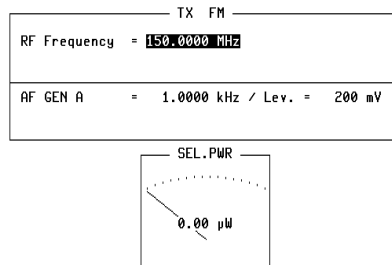 TX FM
RF Frequency = 150.0000 MHz
AF GEN A = 1.0000 kHz / Lev. = 200 mV
SEL.PWR
0.00 µW